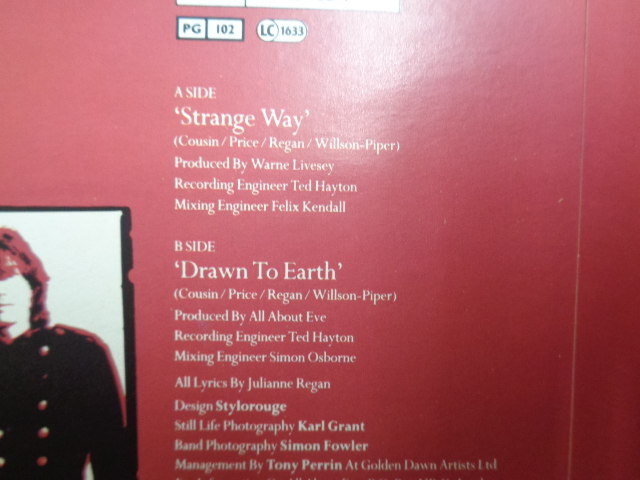 PG 102 LC 1633
A SIDE
‘Strange Way’
(Cousin / Price / Regan / Willson-Piper)
Produced By Warne Livesey
Recording Engineer Ted Hayton
Mixing Engineer Felix Kendall
B SIDE
‘Drawn To Earth’
(Cousin / Price / Regan / Willson-Piper)
Produced By All About Eve
Recording Engineer Ted Hayton
Mixing Engineer Simon Osborne
All Lyrics By Julianne Regan
Design Stylorouge
Still Life Photography Karl Grant
Band Photography Simon Fowler
Management By Tony Perrin At Golden Dawn Artists Ltd